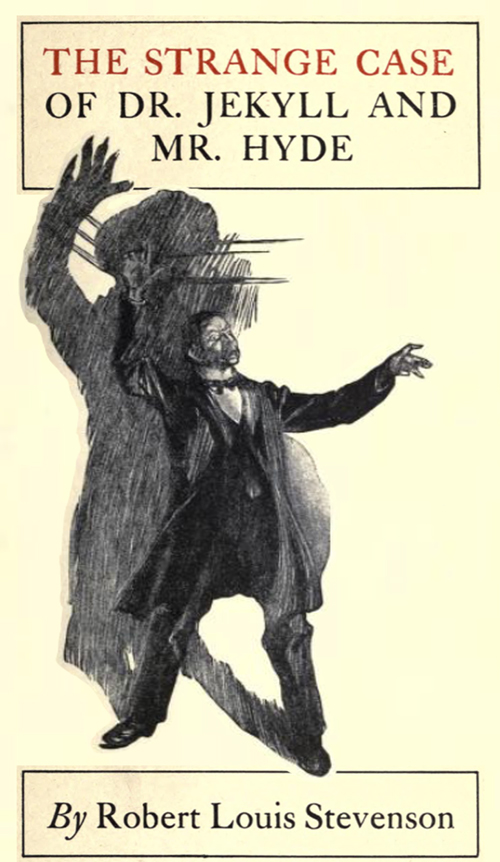 THE STRANGE CASE
OF DR. JEKYLL AND
MR. HYDE
By Robert Louis Stevenson